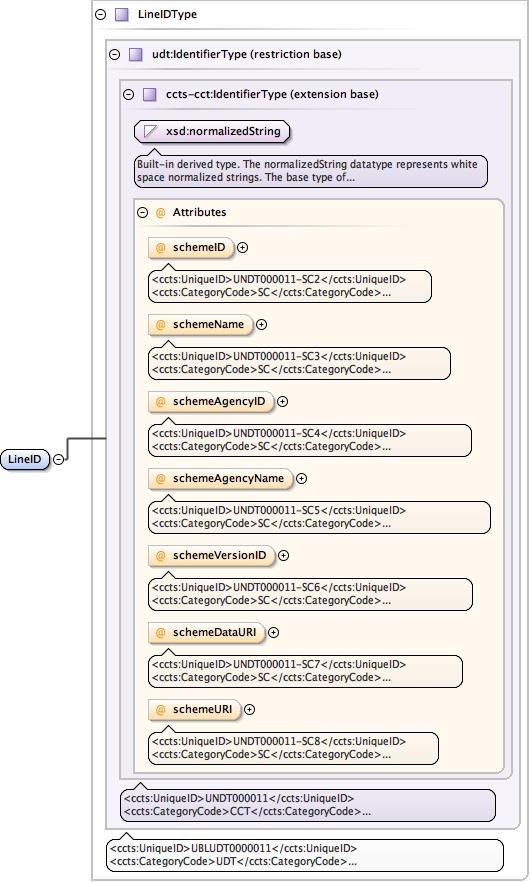 LineIDType
udt:IdentifierType (restriction base)
ccts-cct:IdentifierType (extension base)
xsd:normalizedString
Built-in derived type. The normalizedString datatype represents white
space normalized strings. The base type of...
@ Attributes
@ schemeID
<ccts:UniqueID>UNDT000011-SC2</ccts:UniqueID>
<ccts:CategoryCode>SC</ccts:CategoryCode>...
@ schemeName
<ccts:UniqueID>UNDT000011-SC3</ccts:UniqueID>
<ccts:CategoryCode>SC</ccts:CategoryCode>...
@ schemeAgencyID
<ccts:UniqueID>UNDT000011-SC4</ccts:UniqueID>
<ccts:CategoryCode>SC</ccts:CategoryCode>...
LineID
@ schemeAgencyName
<ccts:UniqueID>UNDT000011-SC5</ccts:UniqueID>
<ccts:CategoryCode>SC</ccts:CategoryCode>...
@ schemeVersionID
<ccts:UniqueID>UNDT000011-SC6</ccts:UniqueID>
<ccts:CategoryCode>SC</ccts:CategoryCode>...
@ schemeDataURI
<ccts:UniqueID>UNDT000011-SC7</ccts:UniqueID>
<ccts:CategoryCode>SC</ccts:CategoryCode>...
@ schemeURI
<ccts:UniqueID>UNDT000011-SC8</ccts:UniqueID>
<ccts:CategoryCode>SC</ccts:CategoryCode>...
<ccts:UniqueID>UNDT000011</ccts:UniqueID>
<ccts:CategoryCode>CCT</ccts:CategoryCode>...
<ccts:UniqueID>UBLUDT0000011</ccts:UniqueID>
<ccts:CategoryCode>UDT</ccts:CategoryCode>...